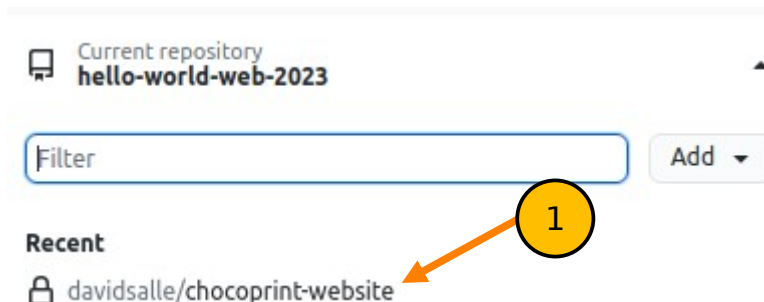 Current repository
hello-world-web-2023
Filter
Add
1
Recent
davidsalle/chocoprint-website